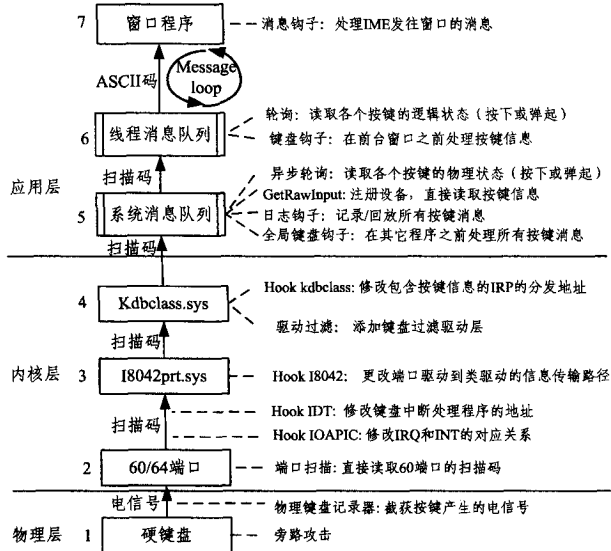 7 窗口程序 消息钩子：处理IME发往窗口的消息
ASCII码 Message loop
轮询：读取各个按键的逻辑状态（按下或弹起）
6 线程消息队列 键盘钩子：在前台窗口之前处理按键信息
扫描码 异步轮询：读取各个按键的物理状态（按下或弹起）
应用层
GetRawInput: 注册设备，直接读取按键信息
5 系统消息队列 日志钩子：记录/回放所有按键消息
扫描码 全局键盘钩子：在其它程序之前处理所有按键消息
4 Kdbclass.sys Hook kdbclass: 修改包含按键信息的IRP的分发地址
驱动过滤： 添加键盘过滤驱动层
扫描码
内核层 3 I8042prt.sys Hook I8042: 更改端口驱动到类驱动的信息传输路径
Hook IDT: 修改键盘中断处理程序的地址
扫描码
Hook IOAPIC: 修改IRQ和INT的对应关系
2 60/64端口 端口扫描: 直接读取60端口的扫描码
电信号 物理键盘记录器: 截获按键产生的电信号
物理层 1 硬键盘 旁路攻击